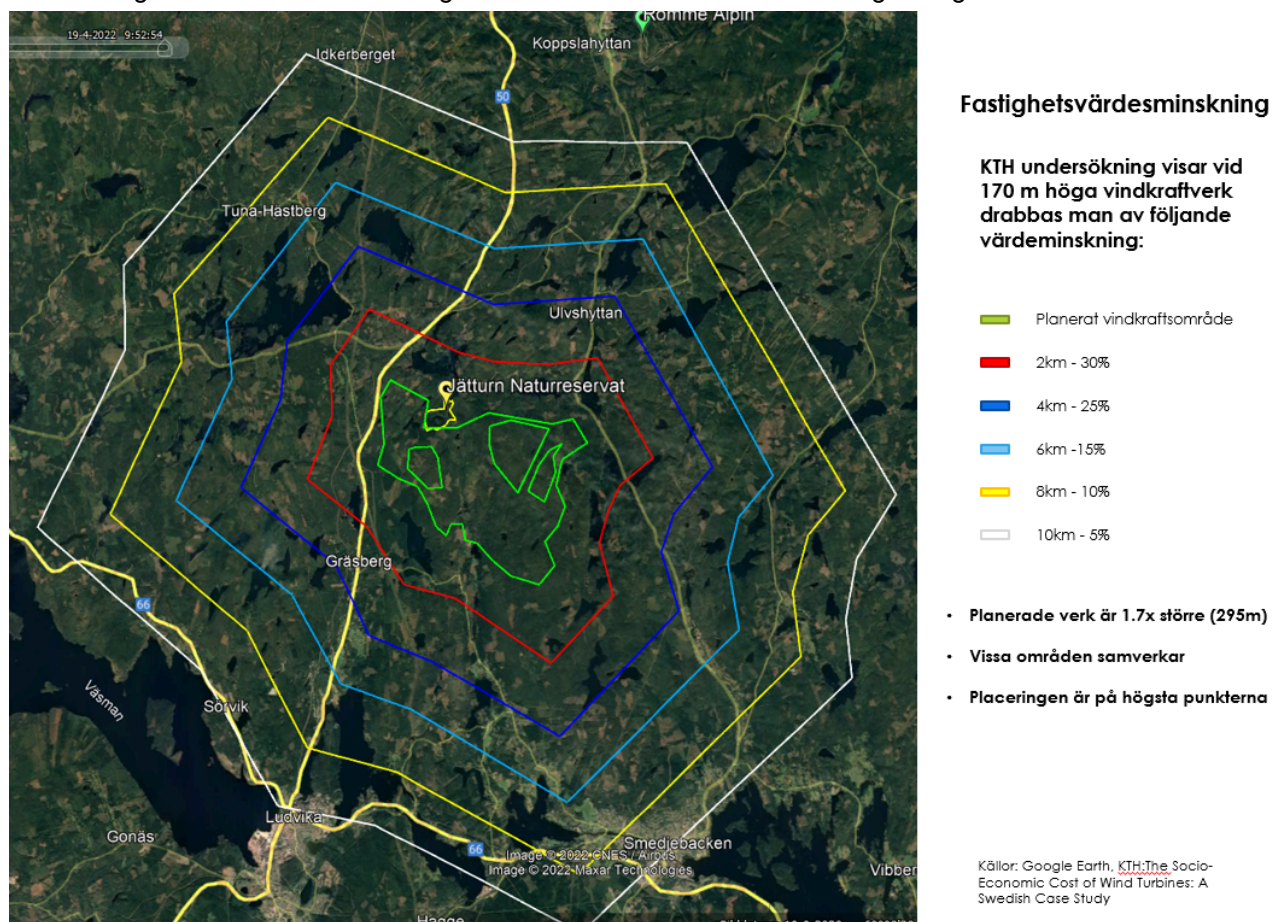 Romme Alpin
19-4-2022 9:52:54
Koppslahyttan
Idkerberget
50
Tuna-Hastberg
Ulvshyttan
Jätturn Naturreservat
Gräsberg
66
Väsman
Sörvik
Ludvika
Gonäs
66
Smedjebacken
Image © 2022 CNES / Airbus
Image © 2022 Maxar Technologies
Vibber
Hagge
Fastighetsvärdesminskning
KTH undersökning visar vid
170 m höga vindkraftverk
drabbas man av följande
värdeminskning:
Planerat vindkraftsområde
2km - 30%
4km - 25%
6km -15%
8km - 10%
10km - 5%
• Planerade verk är 1.7x större (295m)
• Vissa områden samverkar
• Placeringen är på högsta punkterna
Källor: Google Earth, KTH:The Socio-
Economic Cost of Wind Turbines: A
Swedish Case Study